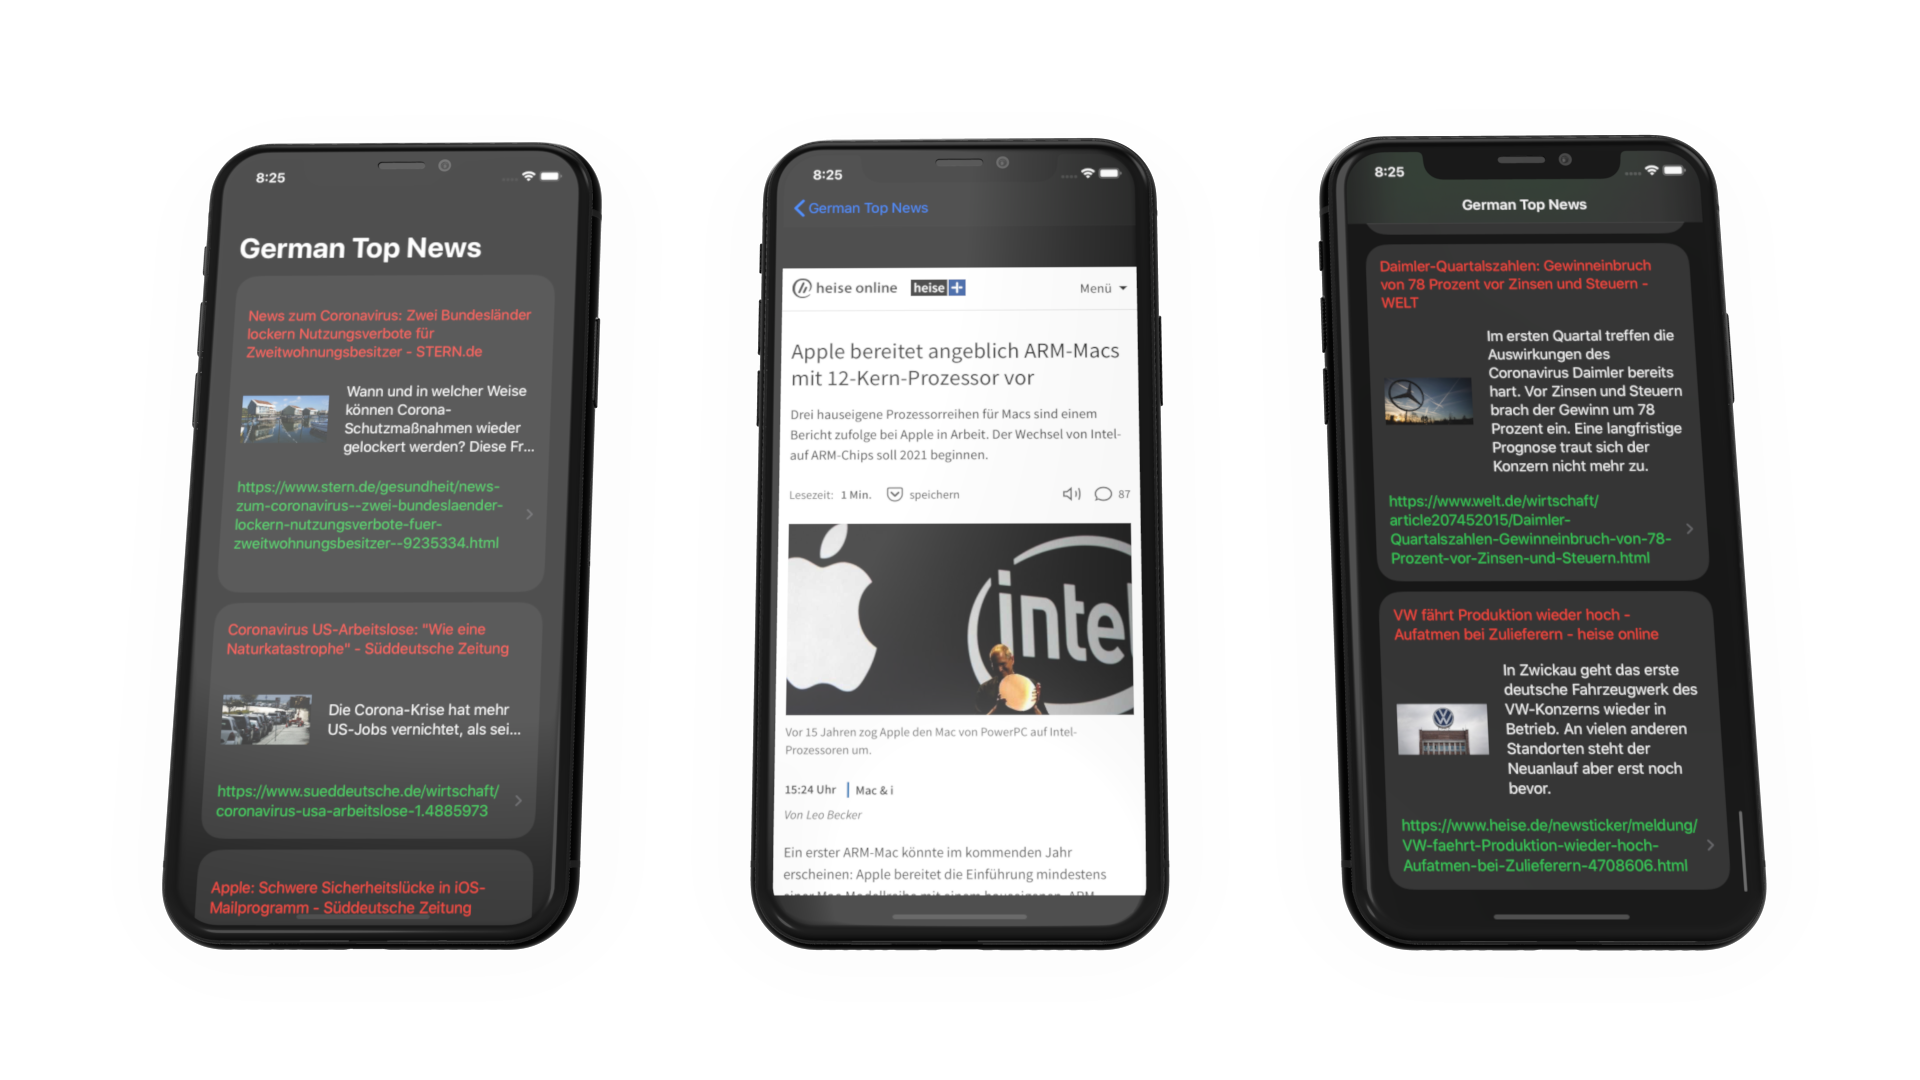 8:25
German Top News
News zum Coronavirus: Zwei Bundesländer
lockern Nutzungsverbote für
Zweitwohnungsbesitzer - STERN.de
Wann und in welcher Weise
können Corona-
Schutzmaßnahmen wieder
gelockert werden? Diese Fr...
https://www.stern.de/gesundheit/news-
zum-coronavirus--zwei-bundeslaender-
lockern-nutzungsverbote-fuer-
zweitwohnungsbesitzer--9235334.html
Coronavirus US-Arbeitslose: "Wie eine
Naturkatastrophe" - Süddeutsche Zeitung
Die Corona-Krise hat mehr
US-Jobs vernichtet, als sei...
https://www.sueddeutsche.de/wirtschaft/
coronavirus-usa-arbeitslose-1.4885973
Apple: Schwere Sicherheitslücke in iOS-
Mailprogramm - Süddeutsche Zeitung
8:25
German Top News
heise online heise+ Menü
Apple bereitet angeblich ARM-Macs
mit 12-Kern-Prozessor vor
Drei hauseigene Prozessorreihen für Macs sind einem
Bericht zufolge bei Apple in Arbeit. Der Wechsel von Intel-
auf ARM-Chips soll 2021 beginnen.
Lesezeit: 1 Min. speichern 87
intel
Vor 15 Jahren zog Apple den Mac von PowerPC auf Intel-
Prozessoren um.
15:24 Uhr Mac & i
Von Leo Becker
Ein erster ARM-Mac könnte im kommenden Jahr
erscheinen: Apple bereitet die Einführung mindestens
einer Mac-Modellreihe mit einem hauseigenen ARM-
8:25
German Top News
Daimler-Quartalszahlen: Gewinneinbruch
von 78 Prozent vor Zinsen und Steuern -
WELT
Im ersten Quartal treffen die
Auswirkungen des
Coronavirus Daimler bereits
hart. Vor Zinsen und Steuern
brach der Gewinn um 78
Prozent ein. Eine langfristige
Prognose traut sich der
Konzern nicht mehr zu.
https://www.welt.de/wirtschaft/
article207452015/Daimler-
Quartalszahlen-Gewinneinbruch-von-78-
Prozent-vor-Zinsen-und-Steuern.html
VW fährt Produktion wieder hoch -
Aufatmen bei Zulieferern - heise online
In Zwickau geht das erste
deutsche Fahrzeugwerk des
VW-Konzerns wieder in
Betrieb. An vielen anderen
Standorten steht der
Neuanlauf aber erst noch
bevor.
https://www.heise.de/newsticker/meldung/
VW-faehrt-Produktion-wieder-hoch-
Aufatmen-bei-Zulieferern-4708606.html